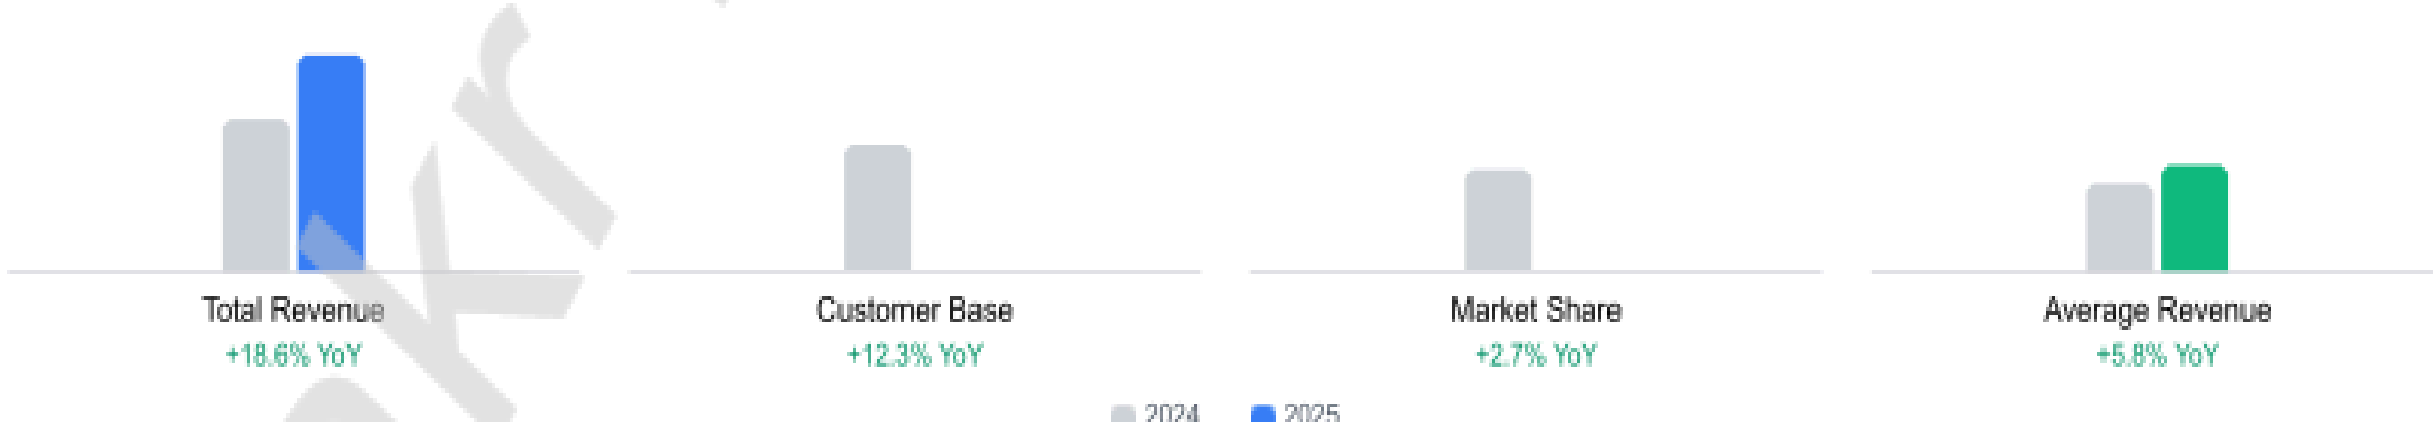 Total Revenue Customer Base Market Share Average Revenue
+18.6% YoY +12.3% YoY +2.7% YoY +5.8% YoY
2024 2025